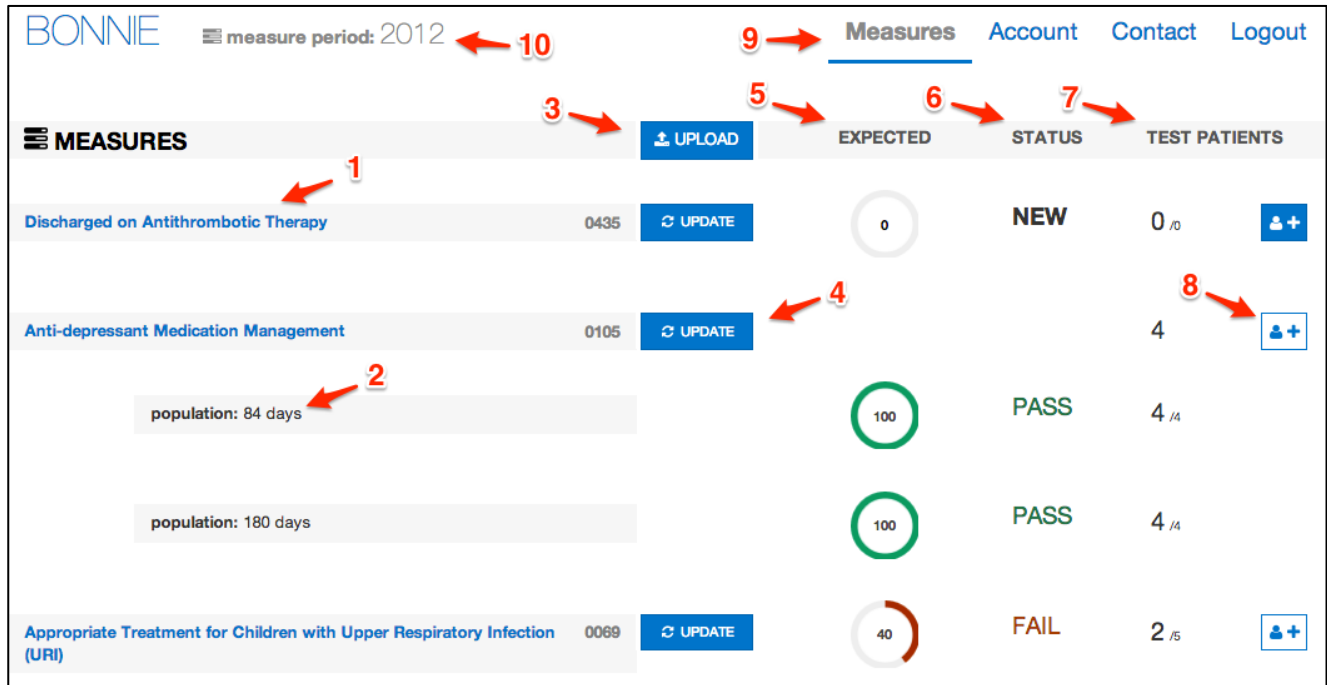 BONNIE measure period: 2012 10 9 Measures Account Contact Logout
3 5 6 7
MEASURES UPLOAD EXPECTED STATUS TEST PATIENTS
1
Discharged on Antithrombotic Therapy 0435 UPDATE 0 NEW 0 /0
4 8
Anti-depressant Medication Management 0105 UPDATE 4
2
population: 84 days 100 PASS 4 /4
population: 180 days 100 PASS 4 /4
Appropriate Treatment for Children with Upper Respiratory Infection 0069 UPDATE 40 FAIL 2 /5
(URI)